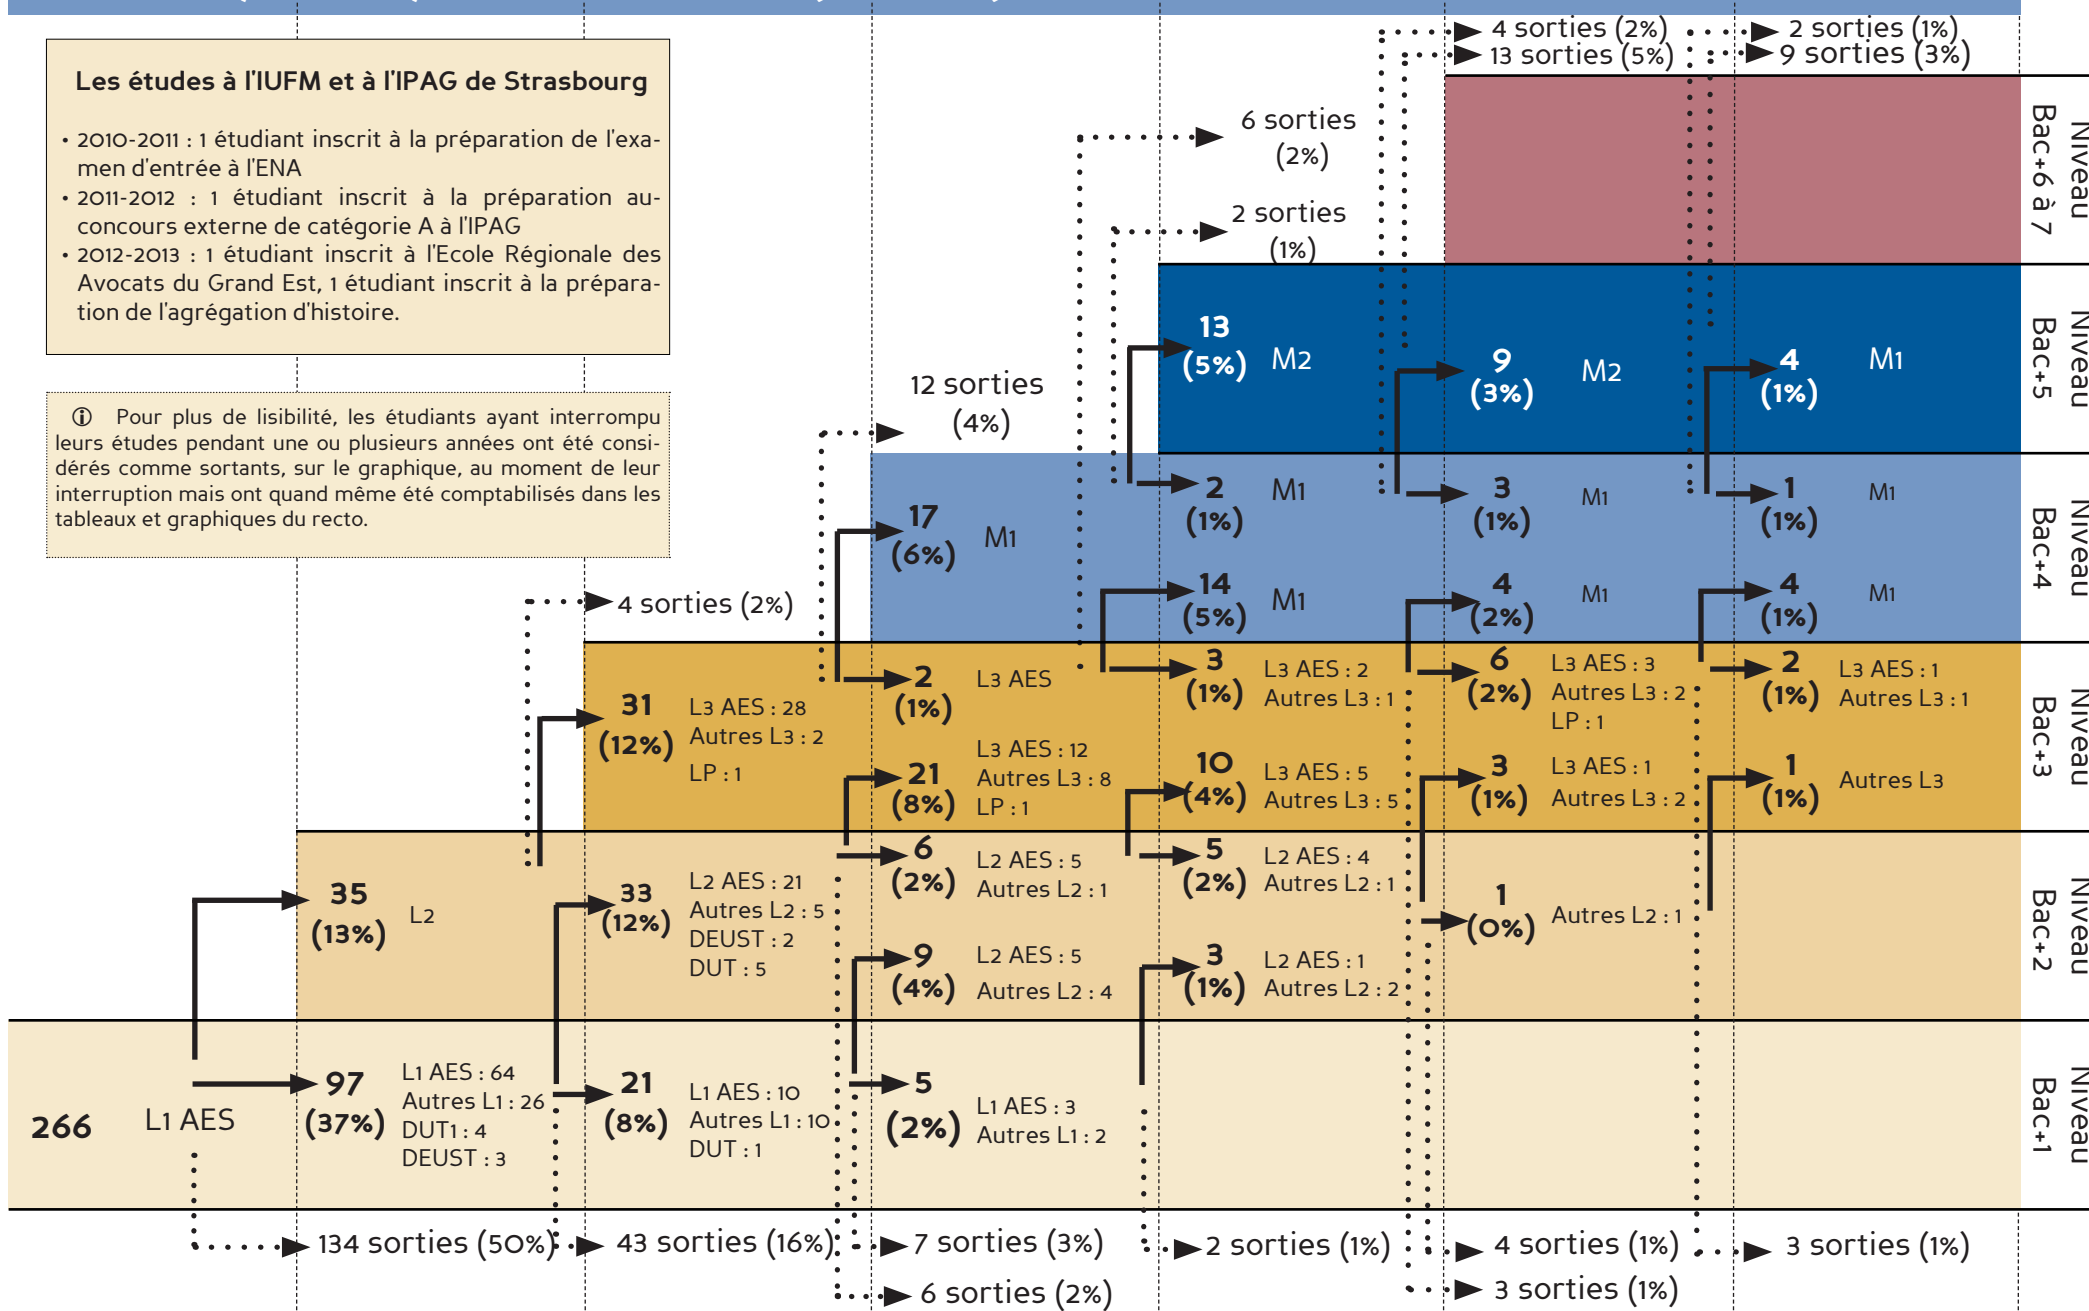 Les études à l'IUFM et à l'IPAG de Strasbourg
• 2010-2011 : 1 étudiant inscrit à la préparation de l'exa-
men d'entrée à l'ENA
• 2011-2012 : 1 étudiant inscrit à la préparation au-
concours externe de catégorie A à l'IPAG
• 2012-2013 : 1 étudiant inscrit à l'Ecole Régionale des
Avocats du Grand Est, 1 étudiant inscrit à la prépara-
tion de l'agrégation d'histoire.
ⓘ Pour plus de lisibilité, les étudiants ayant interrompu
leurs études pendant une ou plusieurs années ont été consi-
dérés comme sortants, sur le graphique, au moment de leur
interruption mais ont quand même été comptabilisés dans les
tableaux et graphiques du recto.
4 sorties (2%)
13 sorties (5%)
2 sorties (1%)
9 sorties (3%)
6 sorties
(2%)
2 sorties
(1%)
Niveau
Bac+6 à 7
13
(5%)
M2
9
(3%)
M2
4
(1%)
M1
Niveau
Bac+5
12 sorties
(4%)
17
(6%)
M1
2
(1%)
M1
3
(1%)
M1
1
(1%)
M1
14
(5%)
M1
4
(2%)
M1
4
(1%)
M1
Niveau
Bac+4
4 sorties (2%)
31
(12%)
L3 AES : 28
Autres L3 : 2
LP : 1
2
(1%)
L3 AES
3
(1%)
L3 AES : 2
Autres L3 : 1
6
(2%)
L3 AES : 3
Autres L3 : 2
LP : 1
2
(1%)
L3 AES : 1
Autres L3 : 1
21
(8%)
L3 AES : 12
Autres L3 : 8
LP : 1
10
(4%)
L3 AES : 5
Autres L3 : 5
3
(1%)
L3 AES : 1
Autres L3 : 2
1
(1%)
Autres L3
Niveau
Bac+3
35
(13%)
L2
33
(12%)
L2 AES : 21
Autres L2 : 5
DEUST : 2
DUT : 5
6
(2%)
L2 AES : 5
Autres L2 : 1
5
(2%)
L2 AES : 4
Autres L2 : 1
1
(0%)
Autres L2 : 1
9
(4%)
L2 AES : 5
Autres L2 : 4
3
(1%)
L2 AES : 1
Autres L2 : 2
Niveau
Bac+2
266
L1 AES
97
(37%)
L1 AES : 64
Autres L1 : 26
DUT1 : 4
DEUST : 3
21
(8%)
L1 AES : 10
Autres L1 : 10
DUT : 1
5
(2%)
L1 AES : 3
Autres L1 : 2
Niveau
Bac+1
134 sorties (50%)
43 sorties (16%)
7 sorties (3%)
2 sorties (1%)
4 sorties (1%)
3 sorties (1%)
6 sorties (2%)
3 sorties (1%)